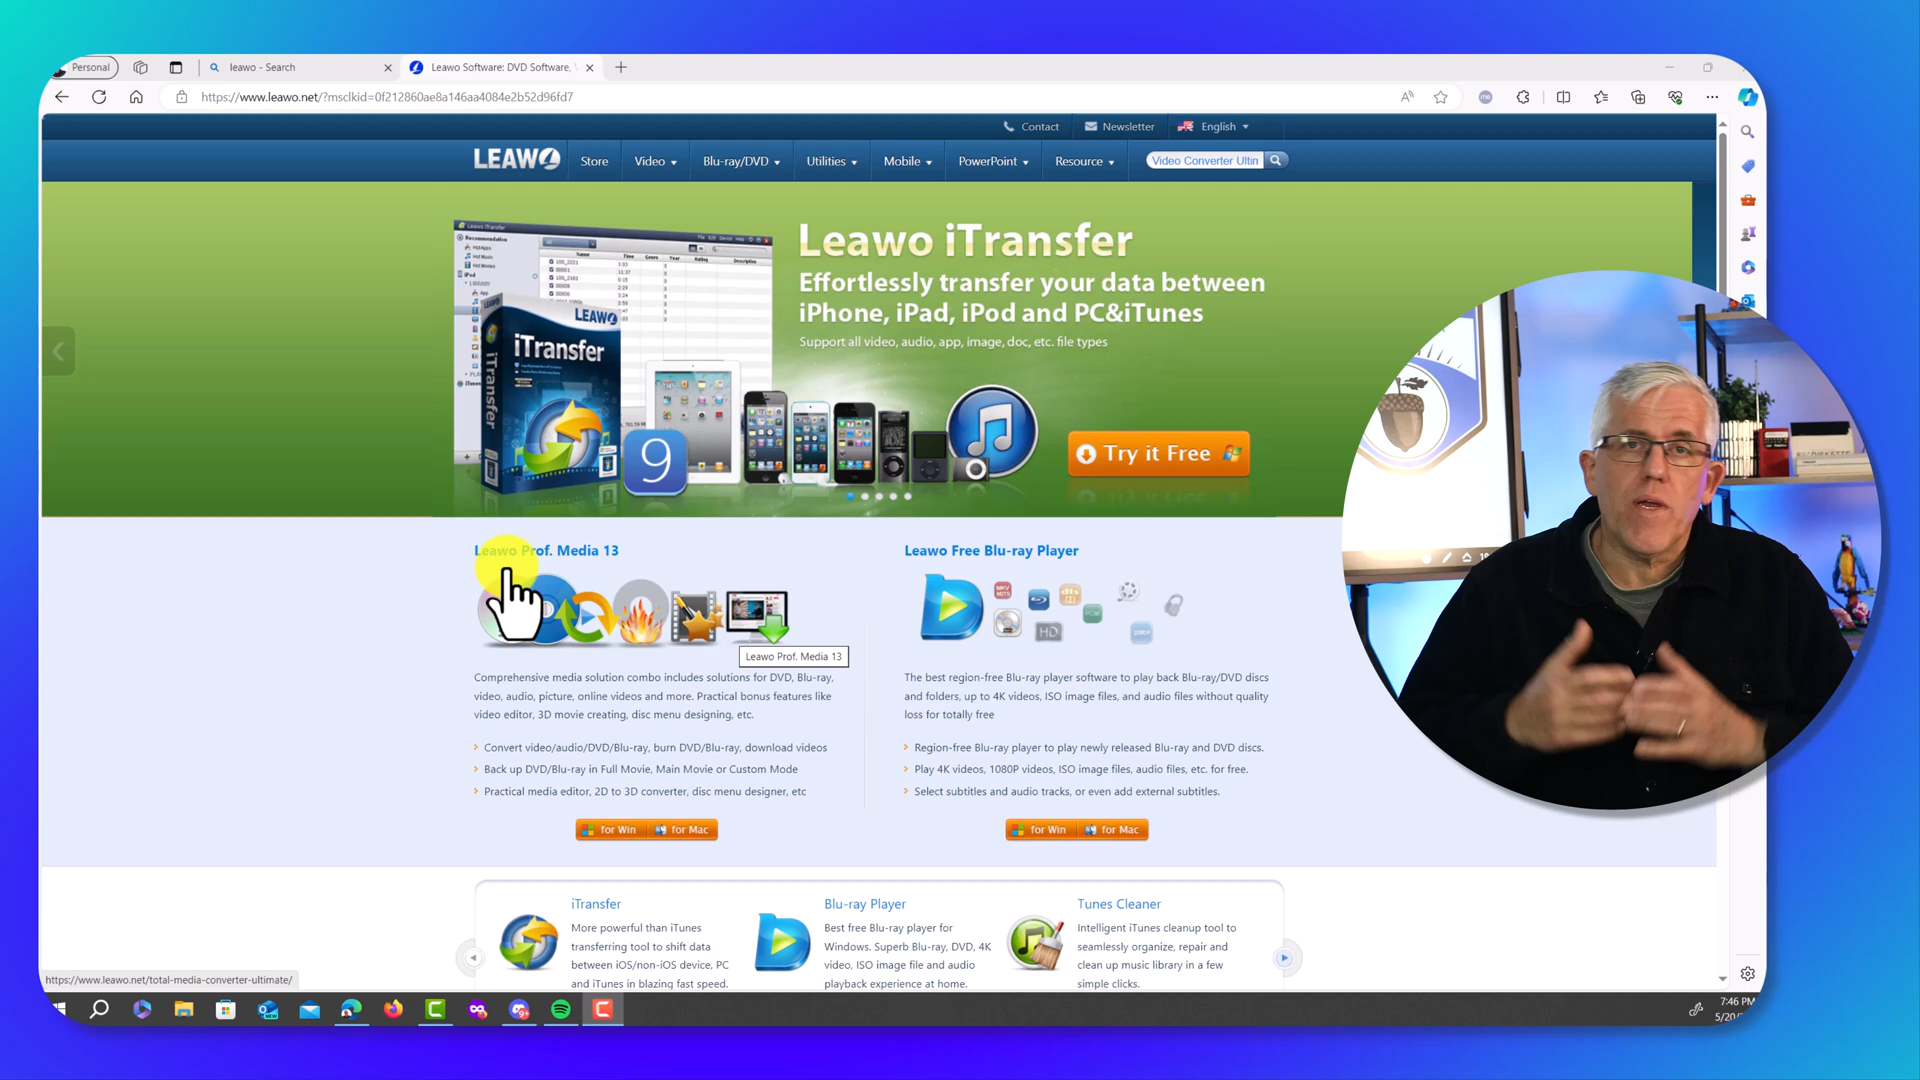 Personal
leawo - Search
Leawo Software: DVD Software,
https://www.leawo.net/?msclkid=0f212860ae8a146aa4084e2b52d96fd7
Contact
Newsletter
English
LEAWO
Store
Video
Blu-ray/DVD
Utilities
Mobile
PowerPoint
Resource
Video Converter Ultin
Leawo iTransfer
Effortlessly transfer your data between
iPhone, iPad, iPod and PC&iTunes
Support all video, audio, app, image, doc, etc. file types
LEAWO
iTransfer
iTransfer
9
Try it Free
Leawo Prof. Media 13
Leawo Prof. Media 13
Comprehensive media solution combo includes solutions for DVD, Blu-ray,
video, audio, picture, online videos and more. Practical bonus features like
video editor, 3D movie creating, disc menu designing, etc.
Convert video/audio/DVD/Blu-ray, burn DVD/Blu-ray, download videos
Back up DVD/Blu-ray in Full Movie, Main Movie or Custom Mode
Practical media editor, 2D to 3D converter, disc menu designer, etc
for Win
for Mac
Leawo Free Blu-ray Player
HD
The best region-free Blu-ray player software to play back Blu-ray/DVD discs
and folders, up to 4K videos, ISO image files, and audio files without quality
loss for totally free
Region-free Blu-ray player to play newly released Blu-ray and DVD discs.
Play 4K videos, 1080P videos, ISO image files, audio files, etc. for free.
Select subtitles and audio tracks, or even add external subtitles.
for Win
for Mac
iTransfer
More powerful than iTunes
transferring tool to shift data
between iOS/non-iOS device, PC
and iTunes in blazing fast speed.
Blu-ray Player
Best free Blu-ray player for
Windows. Superb Blu-ray, DVD, 4K
video, ISO image file and audio
playback experience at home.
Tunes Cleaner
Intelligent iTunes cleanup tool to
seamlessly organize, repair and
clean up music library in a few
simple clicks.
https://www.leawo.net/total-media-converter-ultimate/
7:46 PM
5/20/